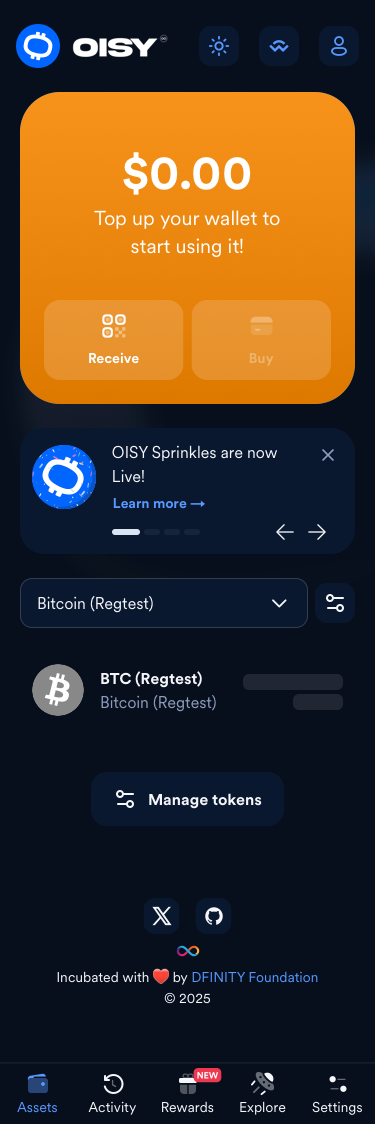 OISY
$0.00
Top up your wallet to
start using it!
Receive
Buy
OISY Sprinkles are now
Live!
Learn more →
Bitcoin (Regtest)
BTC (Regtest)
Bitcoin (Regtest)
Manage tokens
Incubated with ❤️ by DFINITY Foundation
© 2025
NEW
Assets
Activity
Rewards
Explore
Settings